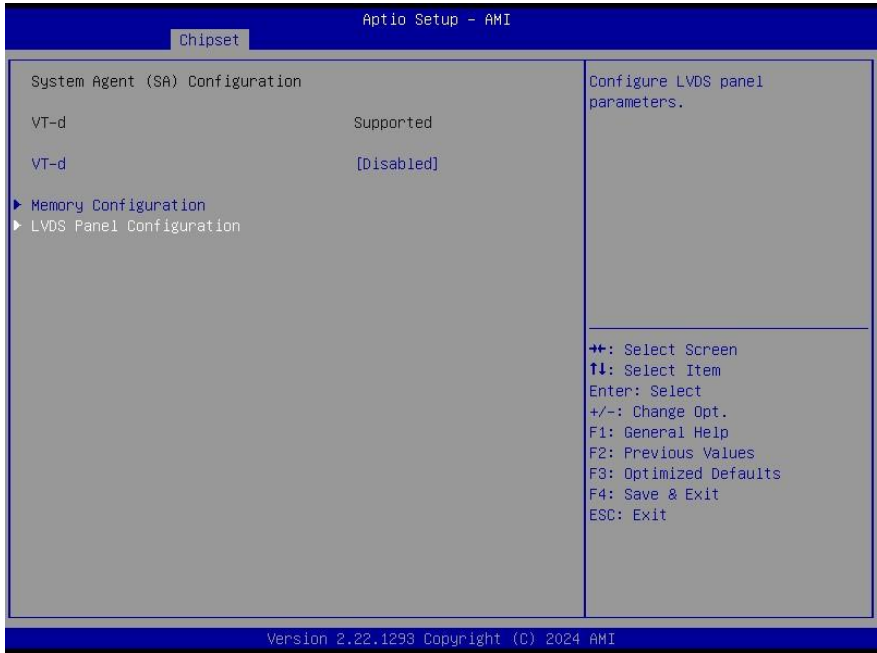 Aptio Setup - AMI
Chipset
System Agent (SA) Configuration
VT-d Supported
VT-d [Disabled]
▶ Memory Configuration
▶ LVDS Panel Configuration
Configure LVDS panel
parameters.
→←: Select Screen
↑↓: Select Item
Enter: Select
+/-: Change Opt.
F1: General Help
F2: Previous Values
F3: Optimized Defaults
F4: Save & Exit
ESC: Exit
Version 2.22.1293 Copyright (C) 2024 AMI